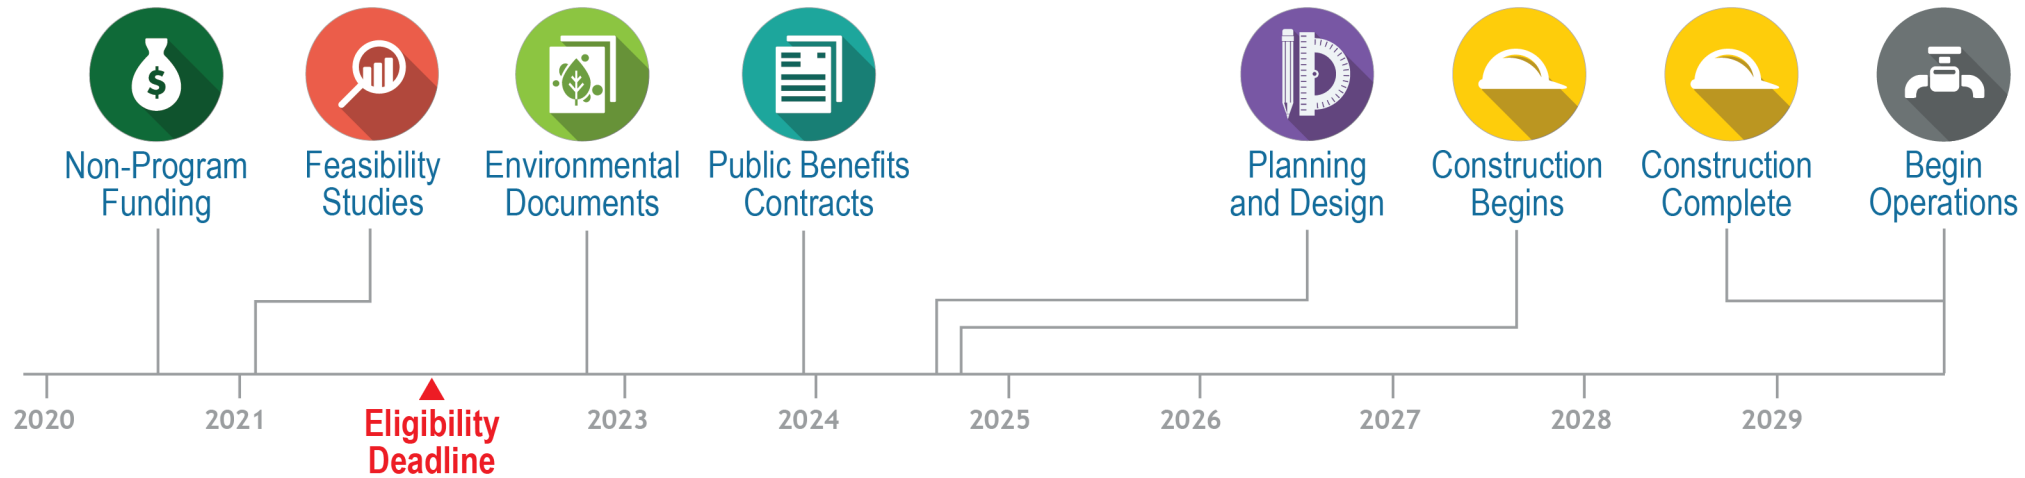 Non-Program
Funding
Feasibility
Studies
Environmental
Documents
Public Benefits
Contracts
Planning
and Design
Construction
Begins
Construction
Complete
Begin
Operations
2020
2021
Eligibility
Deadline
2023
2024
2025
2026
2027
2028
2029